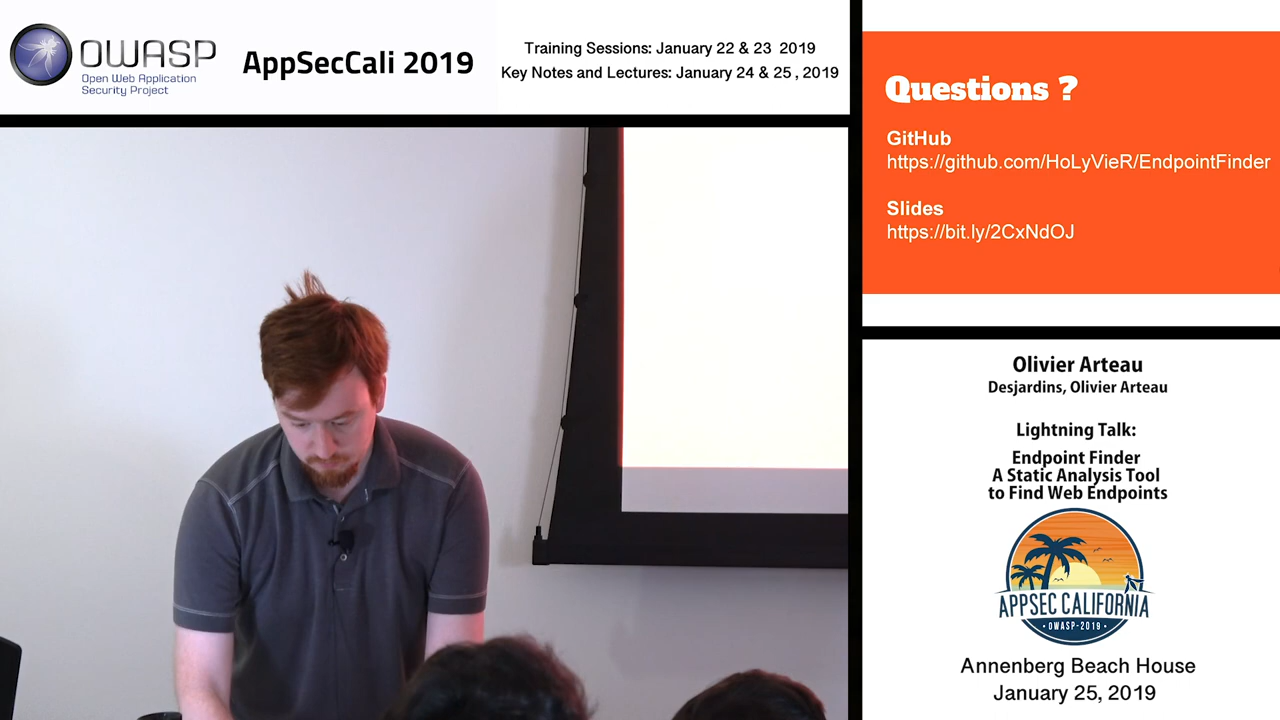 OWASP
Open Web Application
Security Project
AppSecCali 2019
Training Sessions: January 22 & 23 2019
Key Notes and Lectures: January 24 & 25 , 2019
Questions ?
GitHub
https://github.com/HoLyVieR/EndpointFinder
Slides
https://bit.ly/2CxNdOJ
Olivier Arteau
Desjardins, Olivier Arteau
Lightning Talk:
Endpoint Finder
A Static Analysis Tool
to Find Web Endpoints
APPSEC CALIFORNIA
• OWASP-2019 •
Annenberg Beach House
January 25, 2019